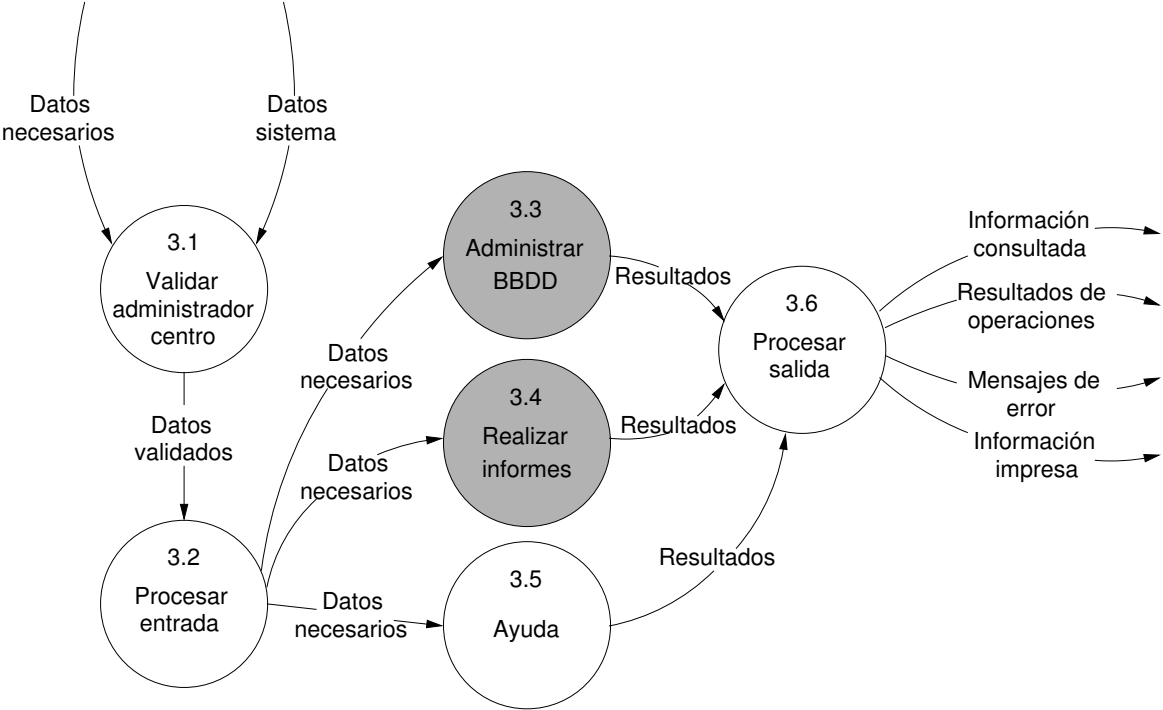 Datos
necesarios
Datos
sistema
3.1
Validar
administrador
centro
Datos
validados
3.2
Procesar
entrada
Datos
necesarios
Datos
necesarios
Datos
necesarios
3.3
Administrar
BBDD
3.4
Realizar
informes
3.5
Ayuda
Resultados
Resultados
Resultados
3.6
Procesar
salida
Información
consultada
Resultados de
operaciones
Mensajes de
error
Información
impresa